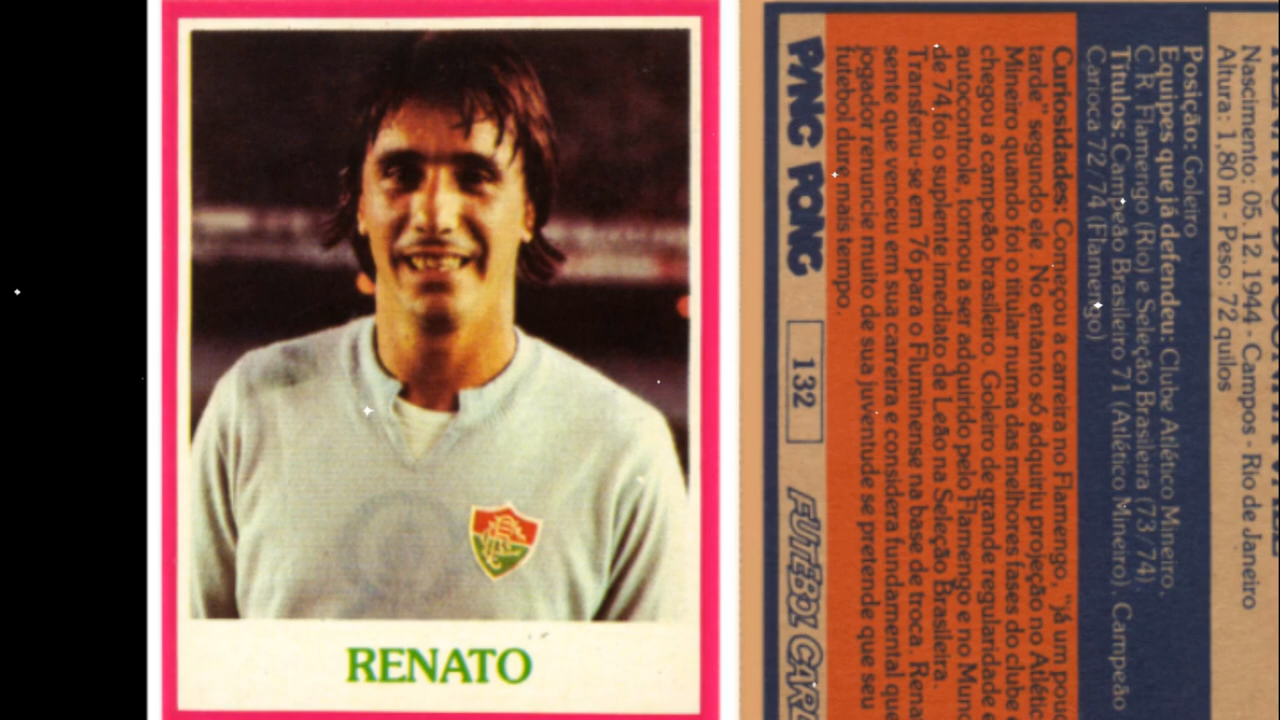 RENATO
Nascimento: 05.12.1944 - Campos - Rio de Janeiro
Altura: 1,80 m - Peso: 72 quilos
Posição: Goleiro
Equipes que já defendeu: Clube Atlético Mineiro,
C.R. Flamengo (Rio) e Seleção Brasileira (73/74).
Títulos: Campeão Brasileiro 71 (Atlético Mineiro), Campeão
Carioca 72/74 (Flamengo)
Curiosidades: Começou a carreira no Flamengo, "já um pouco
tarde" segundo ele. No entanto só adquiriu projeção no Atlétic
Mineiro quando foi o titular numa das melhores fases do clube
chegou a campeão brasileiro. Goleiro de grande regularidade e
autocontrole, tornou a ser adquirido pelo Flamengo e no Mund
de 74 foi o suplente imediato de Leão na Seleção Brasileira.
Transferiu-se em 76 para o Fluminense na base de troca. Rena
sente que venceu em sua carreira e considera fundamental que
jogador renuncie muito de sua juventude se pretende que seu
futebol dure mais tempo.
PING PONG 132 FUTEBOL CARD